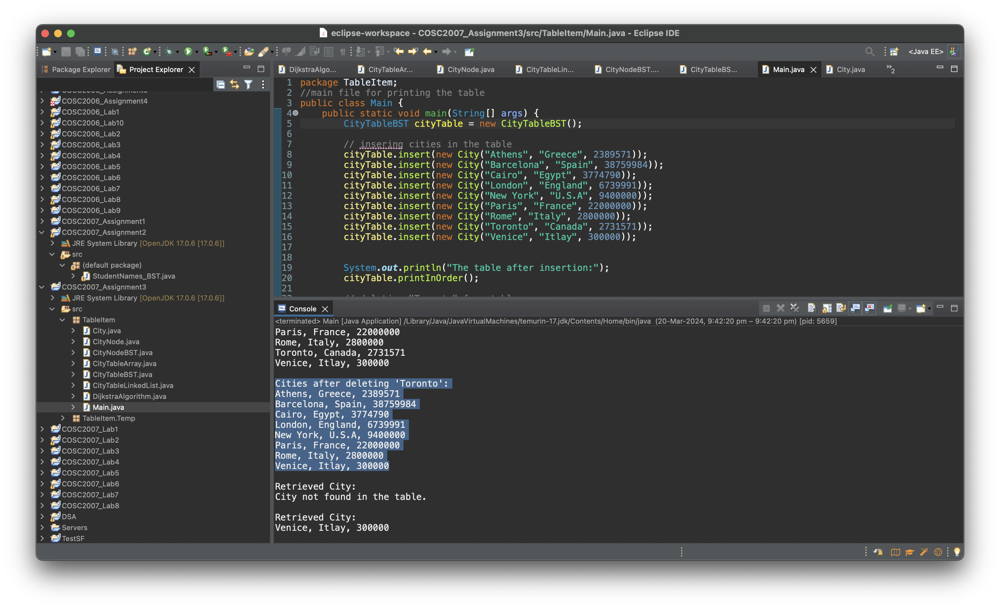 eclipse-workspace - COSC2007_Assignment3/src/TableItem/Main.java - Eclipse IDE
<Java EE>
Package Explorer
Project Explorer
COSC2006_Assignment4
COSC2006_Lab1
COSC2006_Lab10
COSC2006_Lab2
COSC2006_Lab3
COSC2006_Lab4
COSC2006_Lab5
COSC2006_Lab6
COSC2006_Lab7
COSC2006_Lab8
COSC2006_Lab9
COSC2007_Assignment1
COSC2007_Assignment2
JRE System Library [OpenJDK 17.0.6 [17.0.6]]
src
(default package)
StudentNames_BST.java
COSC2007_Assignment3
JRE System Library [OpenJDK 17.0.6 [17.0.6]]
src
TableItem
City.java
CityNode.java
CityNodeBST.java
CityTableArray.java
CityTableBST.java
CityTableLinkedList.java
DijkstraAlgorithm.java
Main.java
TableItem.Temp
COSC2007_Lab1
COSC2007_Lab2
COSC2007_Lab3
COSC2007_Lab4
COSC2007_Lab5
COSC2007_Lab6
COSC2007_Lab7
COSC2007_Lab8
DSA
Servers
TestSF
DijkstraAlgo... CityTableAr... CityNode.java CityTableLin... CityNodeBST.... CityTableBS... Main.java City.java »2
1 package TableItem;
2 //main file for printing the table
3 public class Main {
4 public static void main(String[] args) {
5 CityTableBST cityTable = new CityTableBST();
6
7 // insering cities in the table
8 cityTable.insert(new City("Athens", "Greece", 2389571));
9 cityTable.insert(new City("Barcelona", "Spain", 38759984));
10 cityTable.insert(new City("Cairo", "Egypt", 3774790));
11 cityTable.insert(new City("London", "England", 6739991));
12 cityTable.insert(new City("New York", "U.S.A", 9400000));
13 cityTable.insert(new City("Paris", "France", 22000000));
14 cityTable.insert(new City("Rome", "Italy", 2800000));
15 cityTable.insert(new City("Toronto", "Canada", 2731571));
16 cityTable.insert(new City("Venice", "Itlay", 300000));
17
18
19 System.out.println("The table after insertion:");
20 cityTable.printInOrder();
21
Console
<terminated> Main [Java Application] /Library/Java/JavaVirtualMachines/temurin-17.jdk/Contents/Home/bin/java (20-Mar-2024, 9:42:20 pm – 9:42:20 pm) [pid: 5659]
Paris, France, 22000000
Rome, Italy, 2800000
Toronto, Canada, 2731571
Venice, Itlay, 300000
Cities after deleting 'Toronto':
Athens, Greece, 2389571
Barcelona, Spain, 38759984
Cairo, Egypt, 3774790
London, England, 6739991
New York, U.S.A, 9400000
Paris, France, 22000000
Rome, Italy, 2800000
Venice, Itlay, 300000
Retrieved City:
City not found in the table.
Retrieved City:
Venice, Itlay, 300000